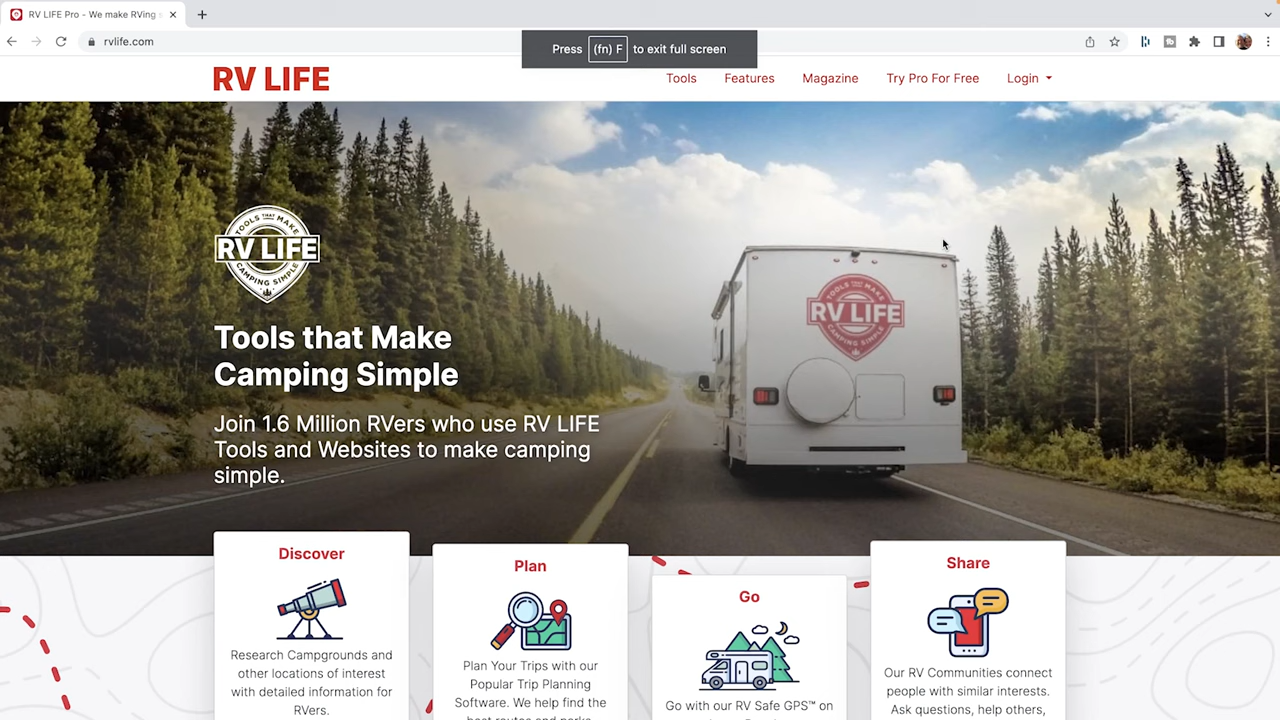 RV LIFE Pro - We make RVing s
rvlife.com
Press (fn) F to exit full screen
RV LIFE
Tools Features Magazine Try Pro For Free Login
TOOLS THAT MAKE
RV LIFE
CAMPING SIMPLE
TOOLS THAT MAKE
RV LIFE
CAMPING SIMPLE
Tools that Make
Camping Simple
Join 1.6 Million RVers who use RV LIFE
Tools and Websites to make camping
simple.
Discover
Research Campgrounds and
other locations of interest
with detailed information for
RVers.
Plan
Plan Your Trips with our
Popular Trip Planning
Software. We help find the
best routes and parks
Go
Go with our RV Safe GPS™ on
Share
Our RV Communities connect
people with similar interests.
Ask questions, help others,